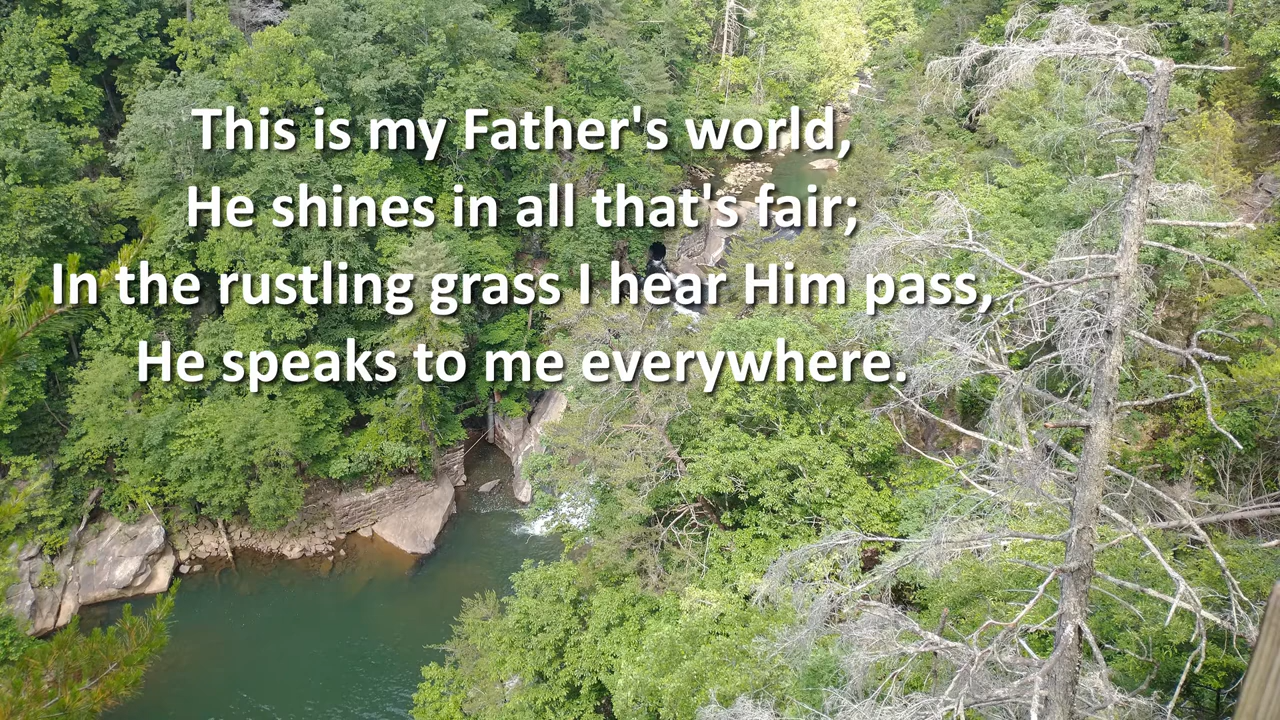 This is my Father's world,
He shines in all that's fair;
In the rustling grass I hear Him pass,
He speaks to me everywhere.